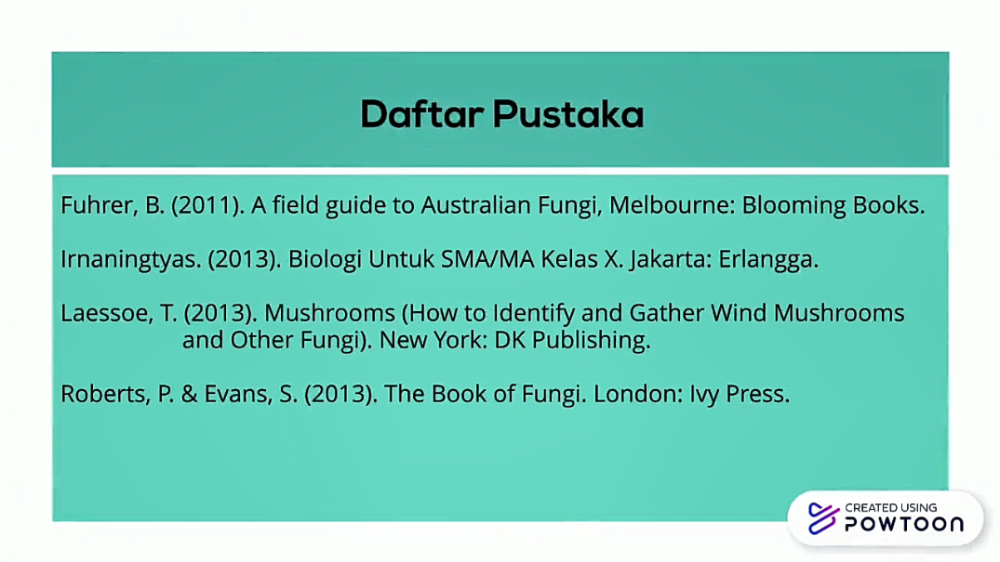 Daftar Pustaka
Fuhrer, B. (2011). A field guide to Australian Fungi, Melbourne: Blooming Books.
Irnaningtyas. (2013). Biologi Untuk SMA/MA Kelas X. Jakarta: Erlangga.
Laessoe, T. (2013). Mushrooms (How to Identify and Gather Wind Mushrooms
and Other Fungi). New York: DK Publishing.
Roberts, P. & Evans, S. (2013). The Book of Fungi. London: Ivy Press.
CREATED USING
POWTOON